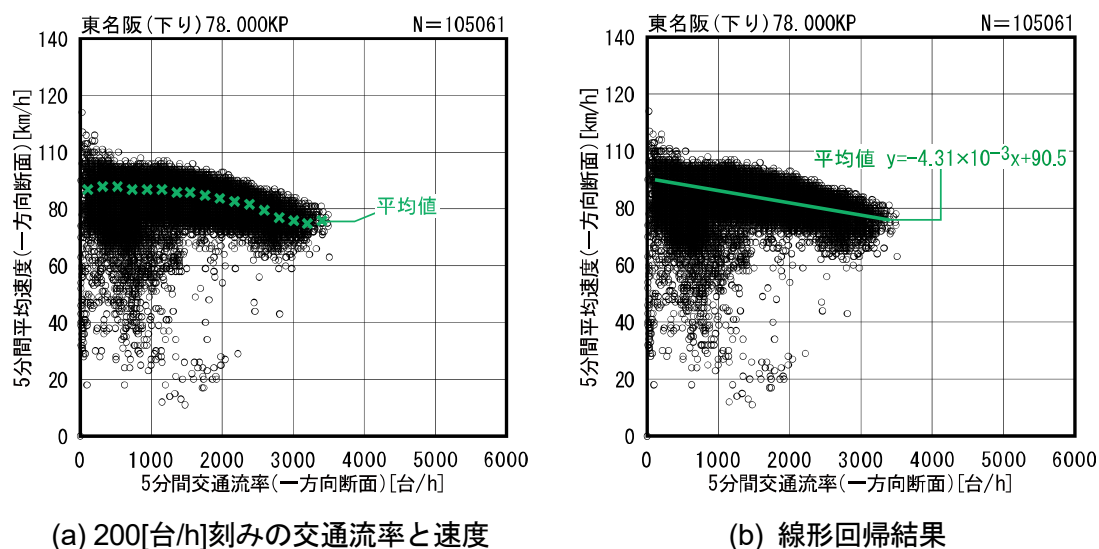 東名阪(下り)78.000KP N=105061
140
120
110
80
60
40
20
0
5分間平均速度(一方向断面)[km/h]
平均値
0 1000 2000 3000 4000 5000 6000
5分間交通流率(一方向断面)[台/h]
(a) 200[台/h]刻みの交通流率と速度
東名阪(下り)78.000KP N=105061
140
120
110
80
60
40
20
0
5分間平均速度(一方向断面)[km/h]
平均値 y=-4.31×10⁻³x+90.5
0 1000 2000 3000 4000 5000 6000
5分間交通流率(一方向断面)[台/h]
(b) 線形回帰結果